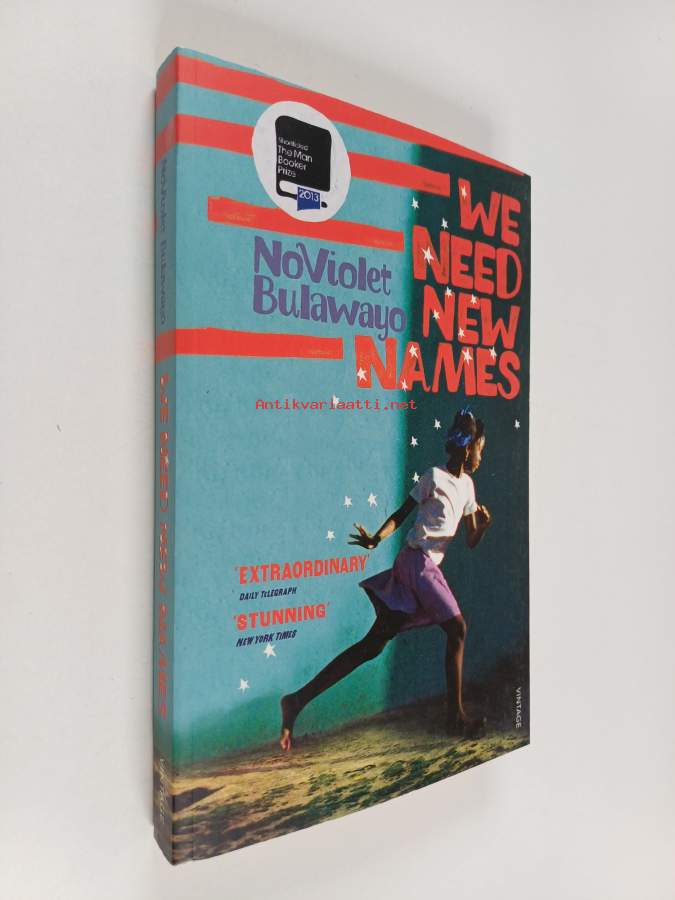 Shortlisted
The Man
Booker
Prize
2013
WE
NEED
NEW
NAMES
NoViolet
Bulawayo
Antikvariaatti.net
'EXTRAORDINARY'
DAILY TELEGRAPH
'STUNNING'
NEW YORK TIMES
VINTAGE
NoViolet Bulawayo
WE NEED NEW NAMES
VINTAGE